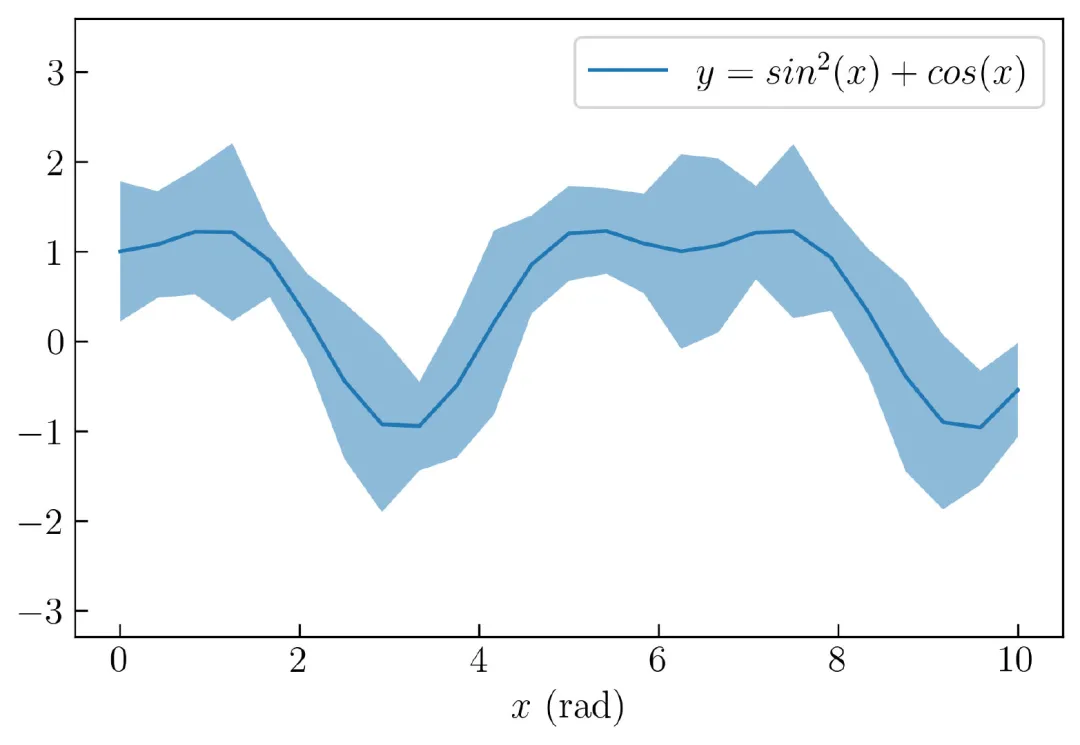 y = sin²(x) + cos(x)
3
2
1
0
−1
−2
−3
0 2 4 6 8 10
x (rad)